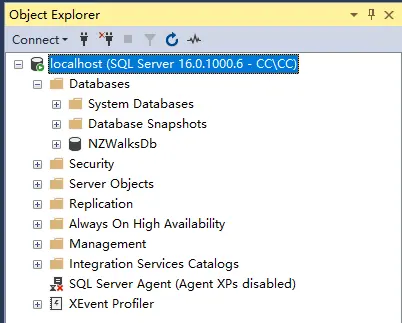 Object Explorer
Connect
localhost (SQL Server 16.0.1000.6 - CC\CC)
Databases
System Databases
Database Snapshots
NZWalksDb
Security
Server Objects
Replication
Always On High Availability
Management
Integration Services Catalogs
SQL Server Agent (Agent XPs disabled)
XEvent Profiler